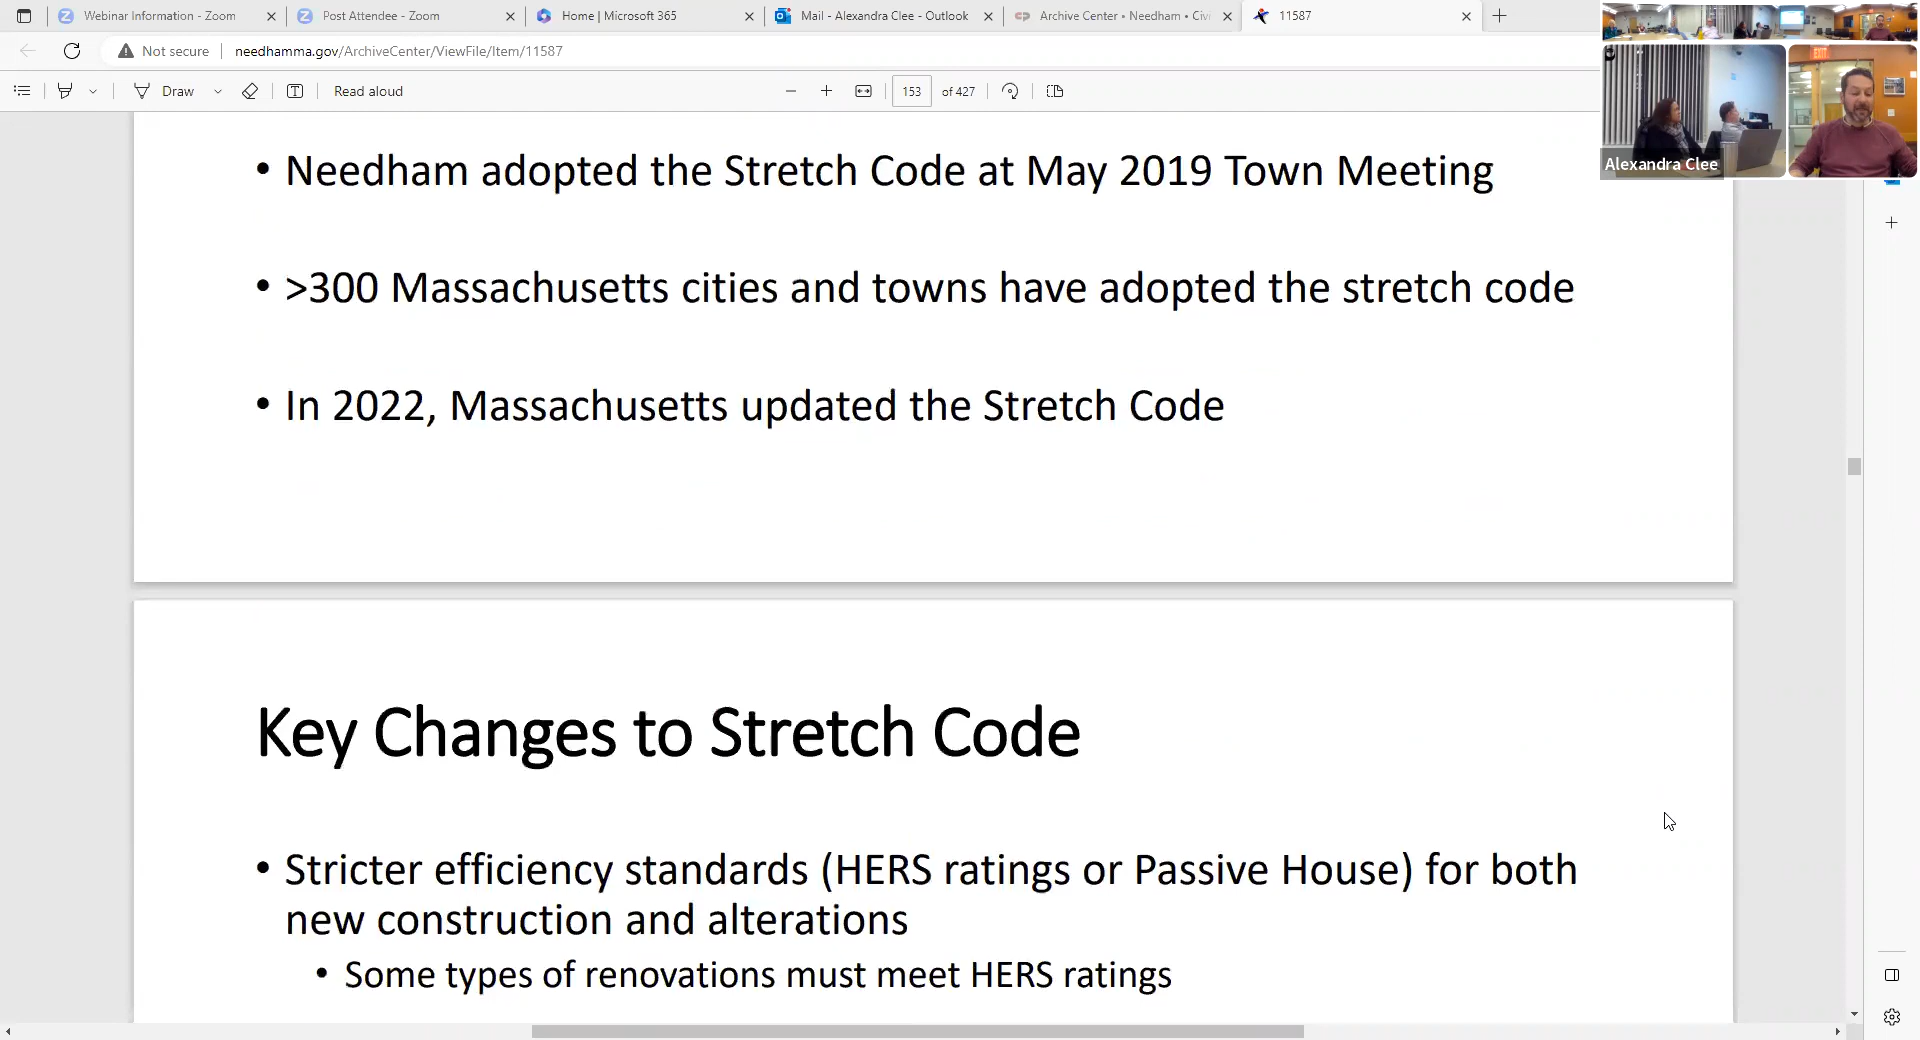 Webinar Information - Zoom
Post Attendee - Zoom
Home | Microsoft 365
Mail - Alexandra Clee - Outlook
Archive Center • Needham • Civi
11587
Not secure
needhamma.gov/ArchiveCenter/ViewFile/Item/11587
Draw
Read aloud
153 of 427
EXIT
Alexandra Clee
• Needham adopted the Stretch Code at May 2019 Town Meeting
• >300 Massachusetts cities and towns have adopted the stretch code
• In 2022, Massachusetts updated the Stretch Code
Key Changes to Stretch Code
• Stricter efficiency standards (HERS ratings or Passive House) for both
new construction and alterations
• Some types of renovations must meet HERS ratings